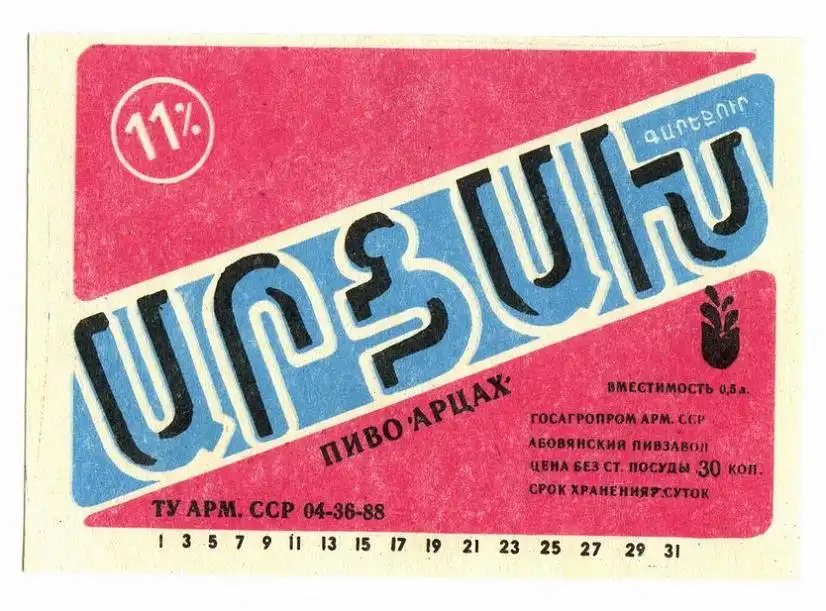 11%
գարեջուր
ԱՐՑԱԽ
ПИВО "АРЦАХ"
ВМЕСТИМОСТЬ 0,5 л.
ГОСАГРОПРОМ АРМ. ССР
АБОВЯНСКИЙ ПИВЗАВОД
ЦЕНА БЕЗ СТ. ПОСУДЫ 30 КОП.
СРОК ХРАНЕНИЯ 7 СУТОК
ТУ АРМ. ССР 04-36-88
1 3 5 7 9 11 13 15 17 19 21 23 25 27 29 31